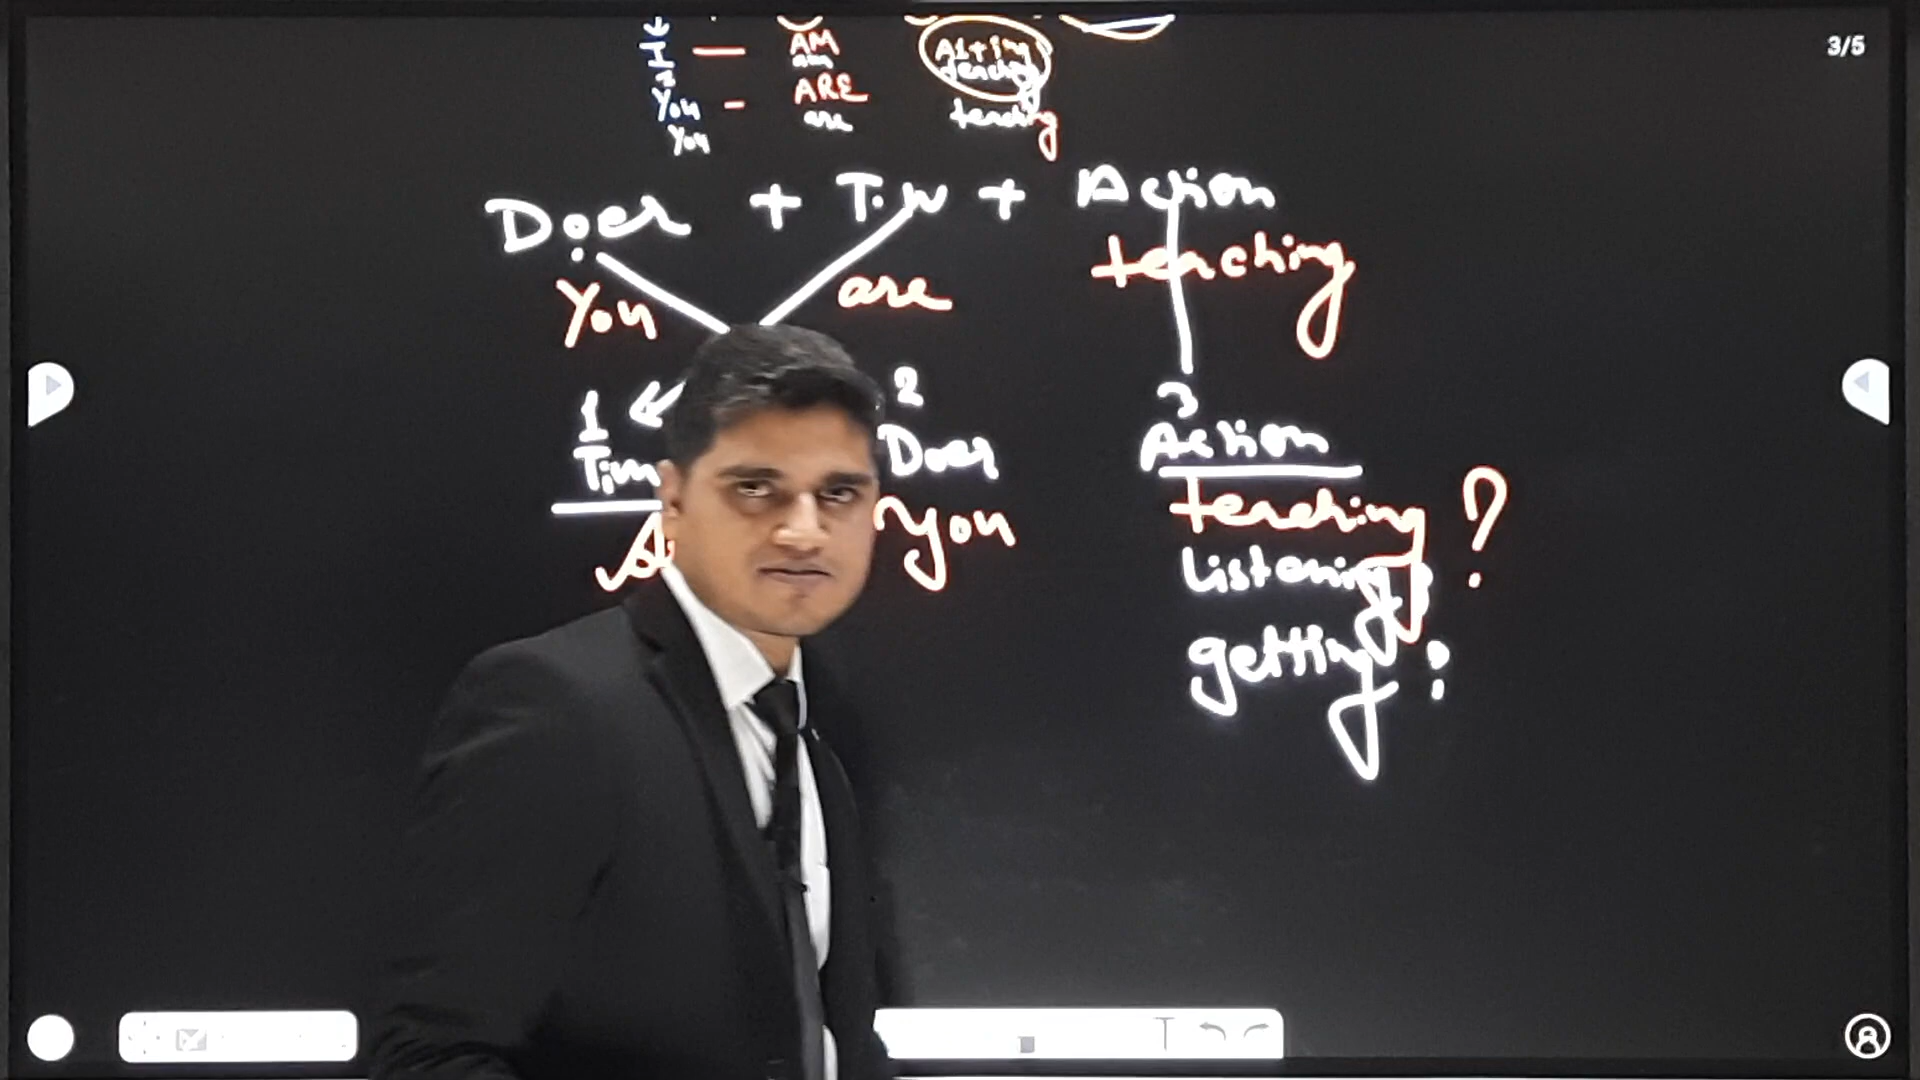 3/5
I — AM
am
You - ARE teaching
are
You
Doer + T.W + Action
You are teaching
1 2 3
Tim Doer Action
You teaching ?
Listening ?
getting ?
T